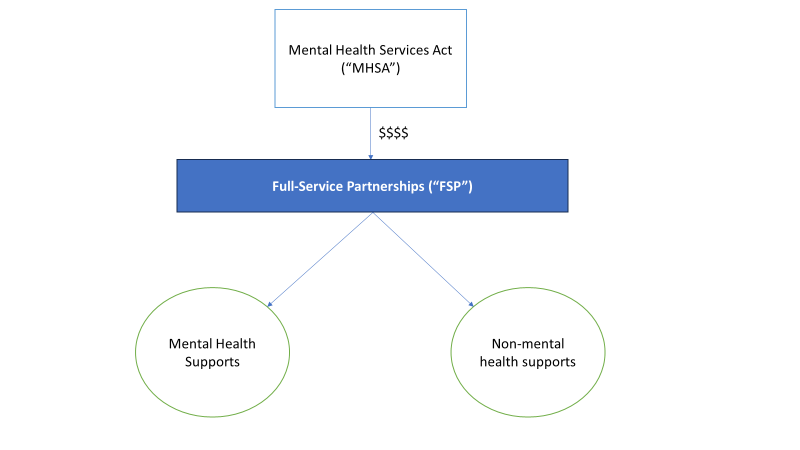 Mental Health Services Act
(“MHSA”)
$$$$
Full-Service Partnerships (“FSP”)
Mental Health
Supports
Non-mental
health supports